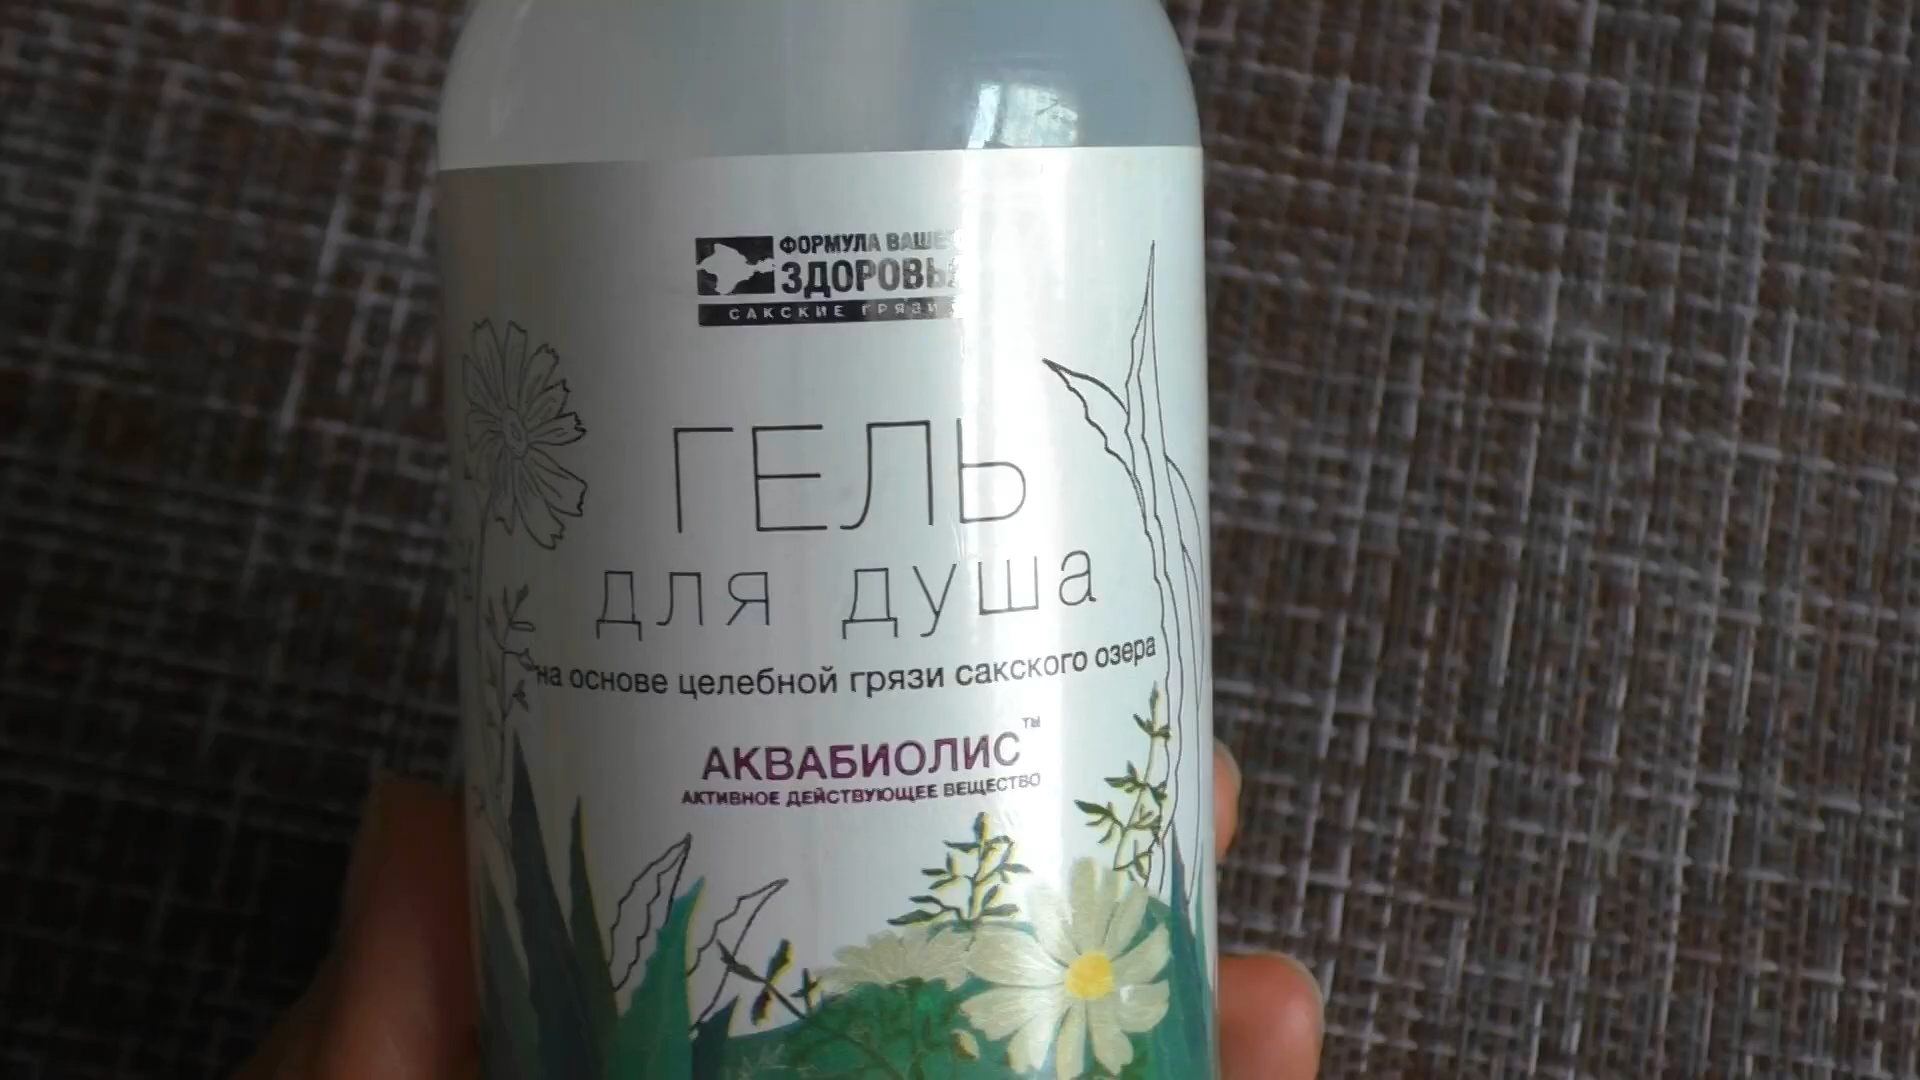 ФОРМУЛА ВАШЕ
ЗДОРОВЬ
САКСКИЕ ГРЯЗИ
ГЕЛЬ
для душа
на основе целебной грязи сакского озера
АКВАБИОЛИС™
АКТИВНОЕ ДЕЙСТВУЮЩЕЕ ВЕЩЕСТВО